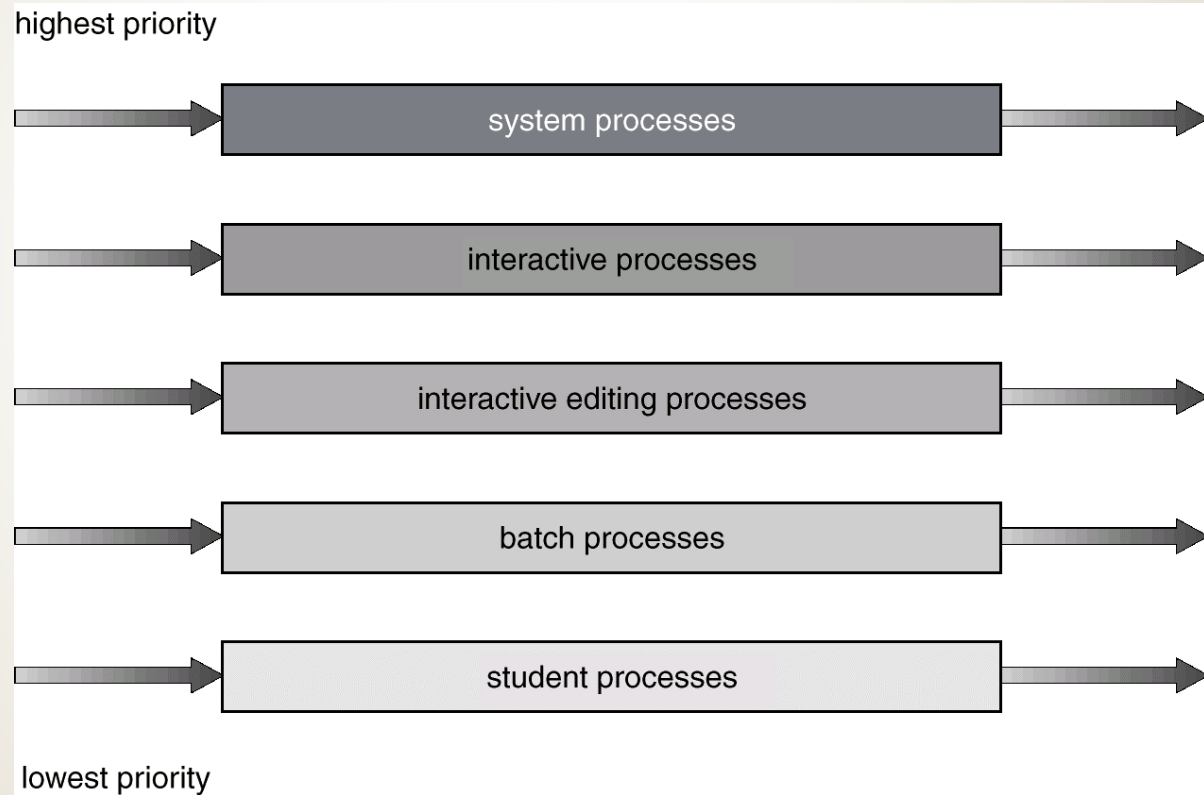 highest priority
system processes
interactive processes
interactive editing processes
batch processes
student processes
lowest priority